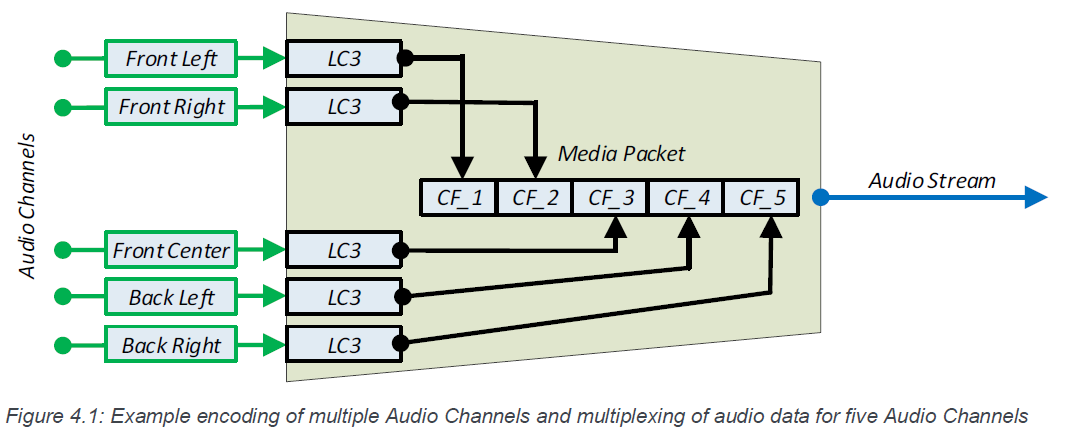 Audio Channels
Front Left
LC3
Front Right
LC3
Media Packet
CF_1 CF_2 CF_3 CF_4 CF_5
Audio Stream
Front Center
LC3
Back Left
LC3
Back Right
LC3
Figure 4.1: Example encoding of multiple Audio Channels and multiplexing of audio data for five Audio Channels